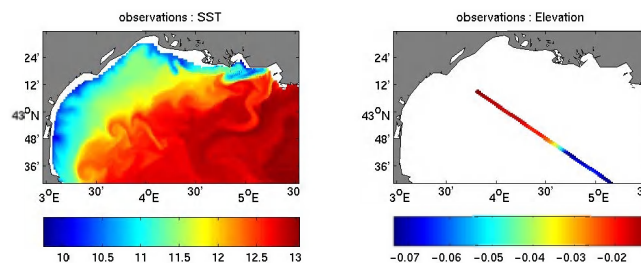 observations : SST
24'
12'
43°N
48'
36'
3°E
30'
4°E
30'
5°E
30
10
10.5
11
11.5
12
12.5
13
observations : Elevation
24'
12'
43°N
48'
36'
3°E
30'
4°E
30'
5°E
30
−0.07
−0.06
−0.05
−0.04
−0.03
−0.02